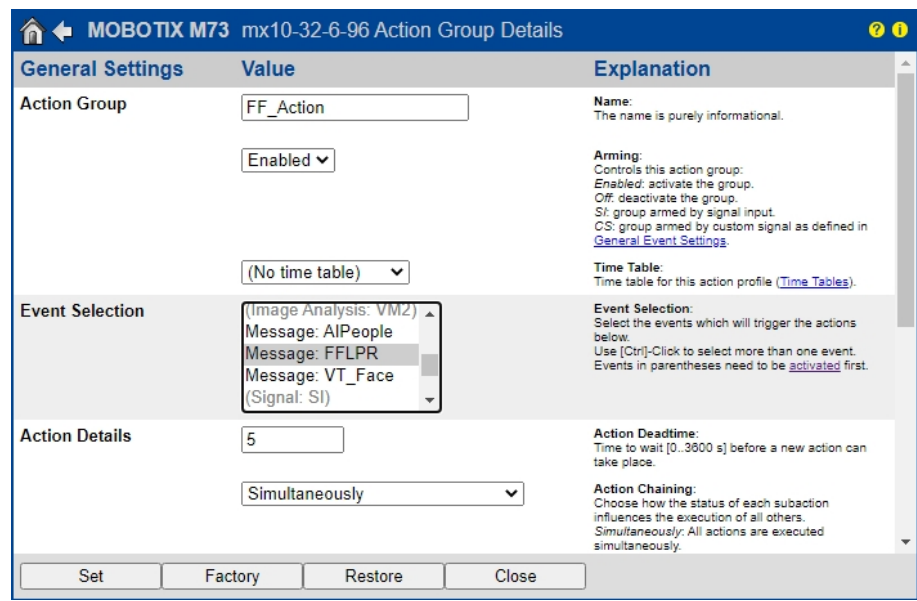 MOBOTIX M73 mx10-32-6-96 Action Group Details
? i
General Settings Value Explanation
Action Group
FF_Action
Name:
The name is purely informational.
Enabled
Arming:
Controls this action group:
Enabled: activate the group.
Off: deactivate the group.
SI: group armed by signal input.
CS: group armed by custom signal as defined in
General Event Settings.
(No time table)
Time Table:
Time table for this action profile (Time Tables).
Event Selection
(Image Analysis: VM2)
Message: AIPeople
Message: FFLPR
Message: VT_Face
(Signal: SI)
Event Selection:
Select the events which will trigger the actions
below.
Use [Ctrl]-Click to select more than one event.
Events in parentheses need to be activated first.
Action Details
5
Action Deadtime:
Time to wait [0..3600 s] before a new action can
take place.
Simultaneously
Action Chaining:
Choose how the status of each subaction
influences the execution of all others.
Simultaneously: All actions are executed
simultaneously.
Set Factory Restore Close